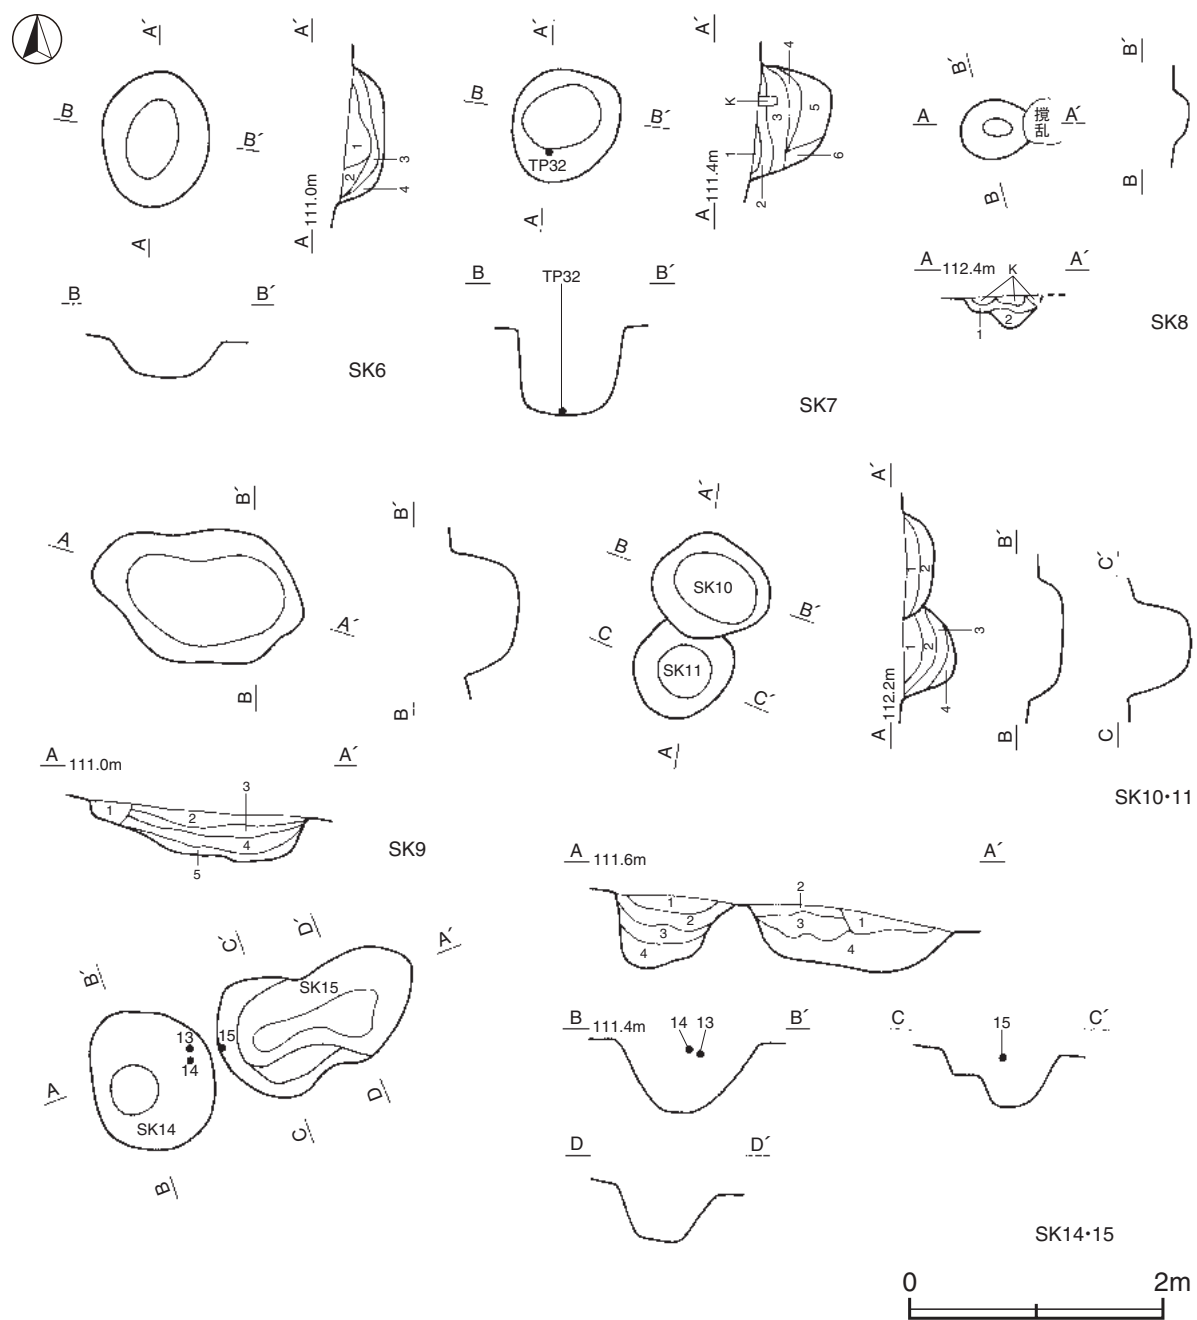 A´
B
B´
A
A´
1
2
3
4
A 111.0m
B
B´
SK6
A´
B
B´
TP32
A
A´
4
K
3
5
1
6
2
A 111.4m
B
TP32
B´
SK7
B´
A
撹乱
A´
B
B´
B
A 112.4m
K
A´
1
2
SK8
B´
A
A´
B
B´
B
A 111.0m
A´
3
1
2
4
5
SK9
A´
B
SK10
B´
C
SK11
C´
A
A´
1
2
1
2
3
4
A 112.2m
B´
B
C´
C
SK10・11
D´
C´
A´
B´
SK15
13
15
14
A
SK14
D
C
B
A 111.6m
A´
2
1
2
3
1
3
4
4
B 111.4m
14 13
B´
C
15
C´
D
D´
SK14・15
0
2m